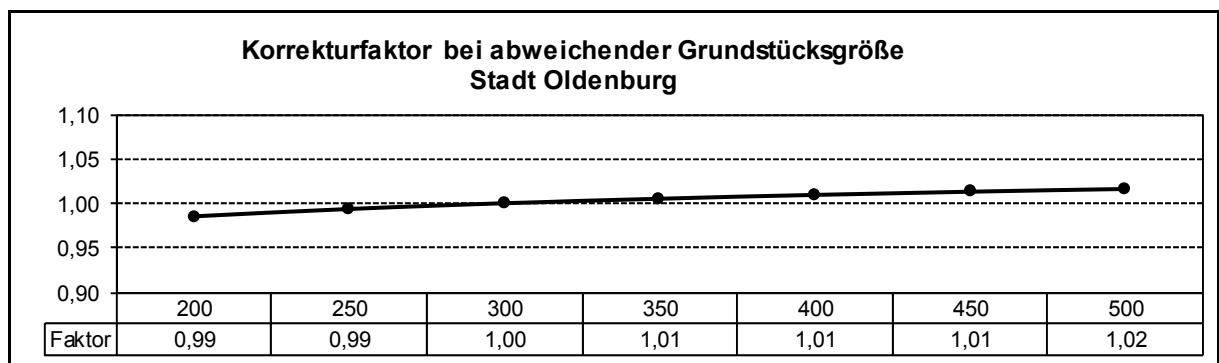 Korrekturfaktor bei abweichender Grundstücksgröße
Stadt Oldenburg
1,10
1,05
1,00
0,95
0,90
200 250 300 350 400 450 500
Faktor 0,99 0,99 1,00 1,01 1,01 1,01 1,02